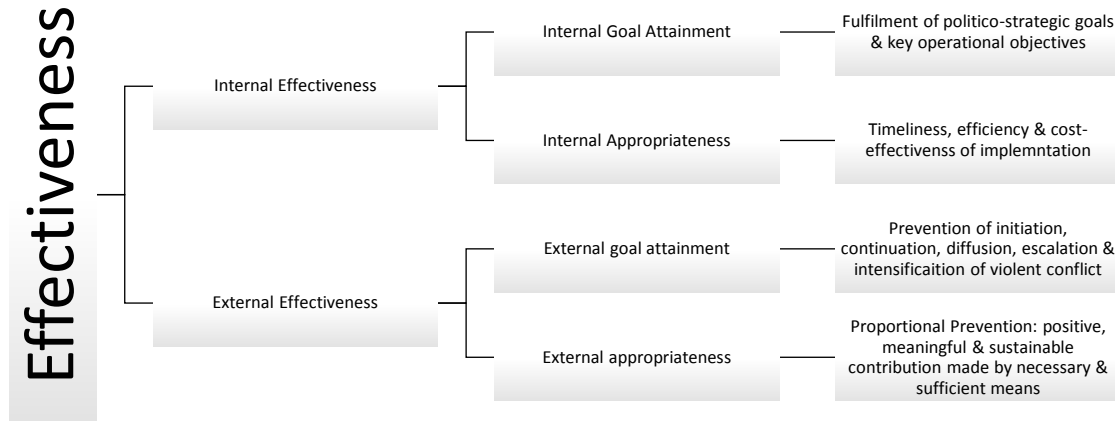 Effectiveness
Internal Effectiveness
Internal Goal Attainment
Fulfilment of politico-strategic goals
& key operational objectives
Internal Appropriateness
Timeliness, efficiency & cost-
effectivenss of implemntation
External Effectiveness
External goal attainment
Prevention of initiation,
continuation, diffusion, escalation &
intensificaition of violent conflict
External appropriateness
Proportional Prevention: positive,
meaningful & sustainable
contribution made by necessary &
sufficient means